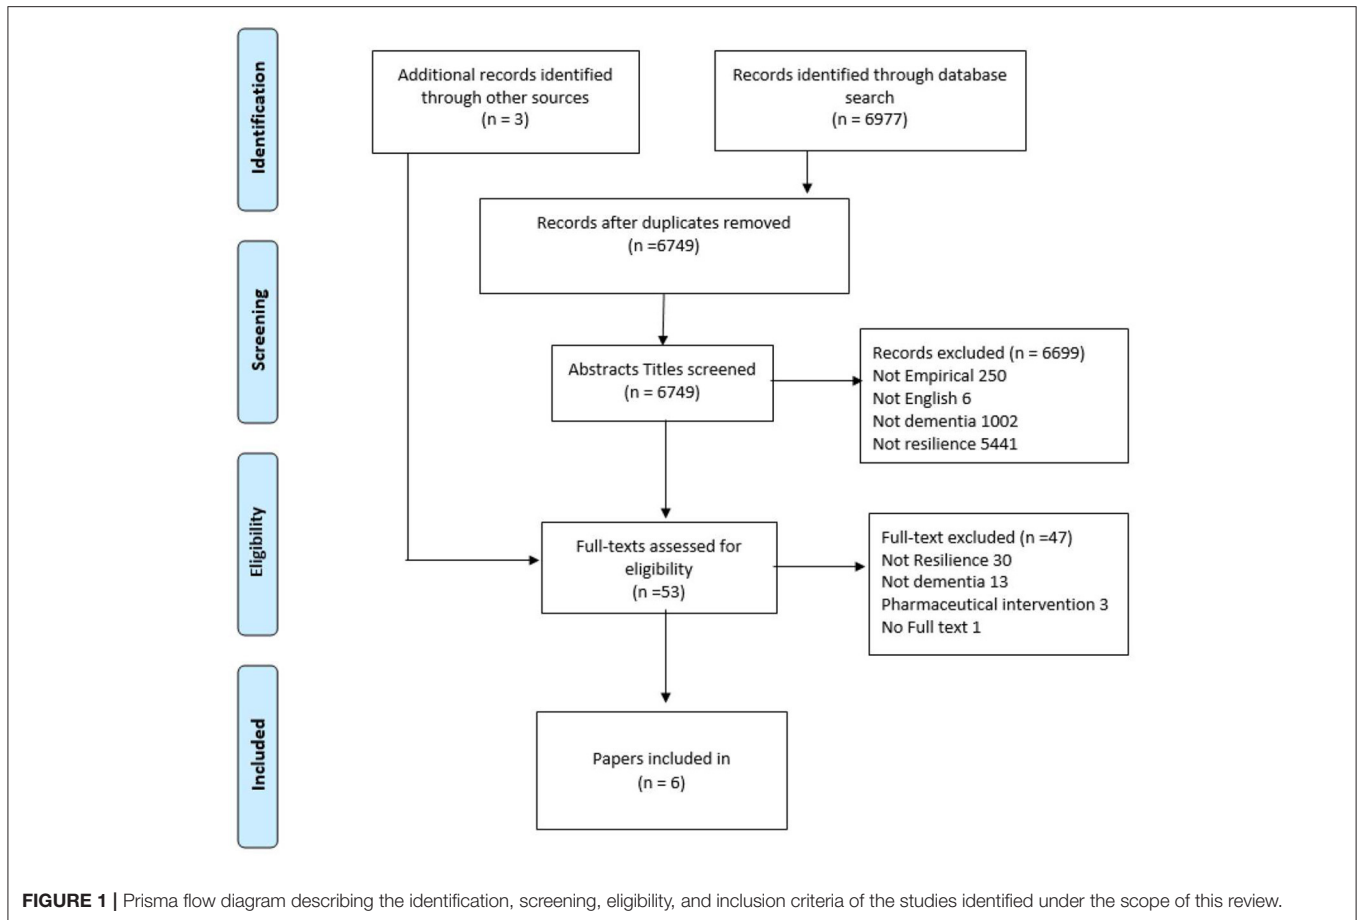 Identification
Additional records identified
through other sources
(n = 3)
Records identified through database
search
(n = 6977)
Records after duplicates removed
(n =6749)
Screening
Abstracts Titles screened
(n = 6749)
Records excluded (n = 6699)
Not Empirical 250
Not English 6
Not dementia 1002
Not resilience 5441
Eligibility
Full-texts assessed for
eligibility
(n =53)
Full-text excluded (n =47)
Not Resilience 30
Not dementia 13
Pharmaceutical intervention 3
No Full text 1
Included
Papers included in
(n = 6)
FIGURE 1 | Prisma flow diagram describing the identification, screening, eligibility, and inclusion criteria of the studies identified under the scope of this review.